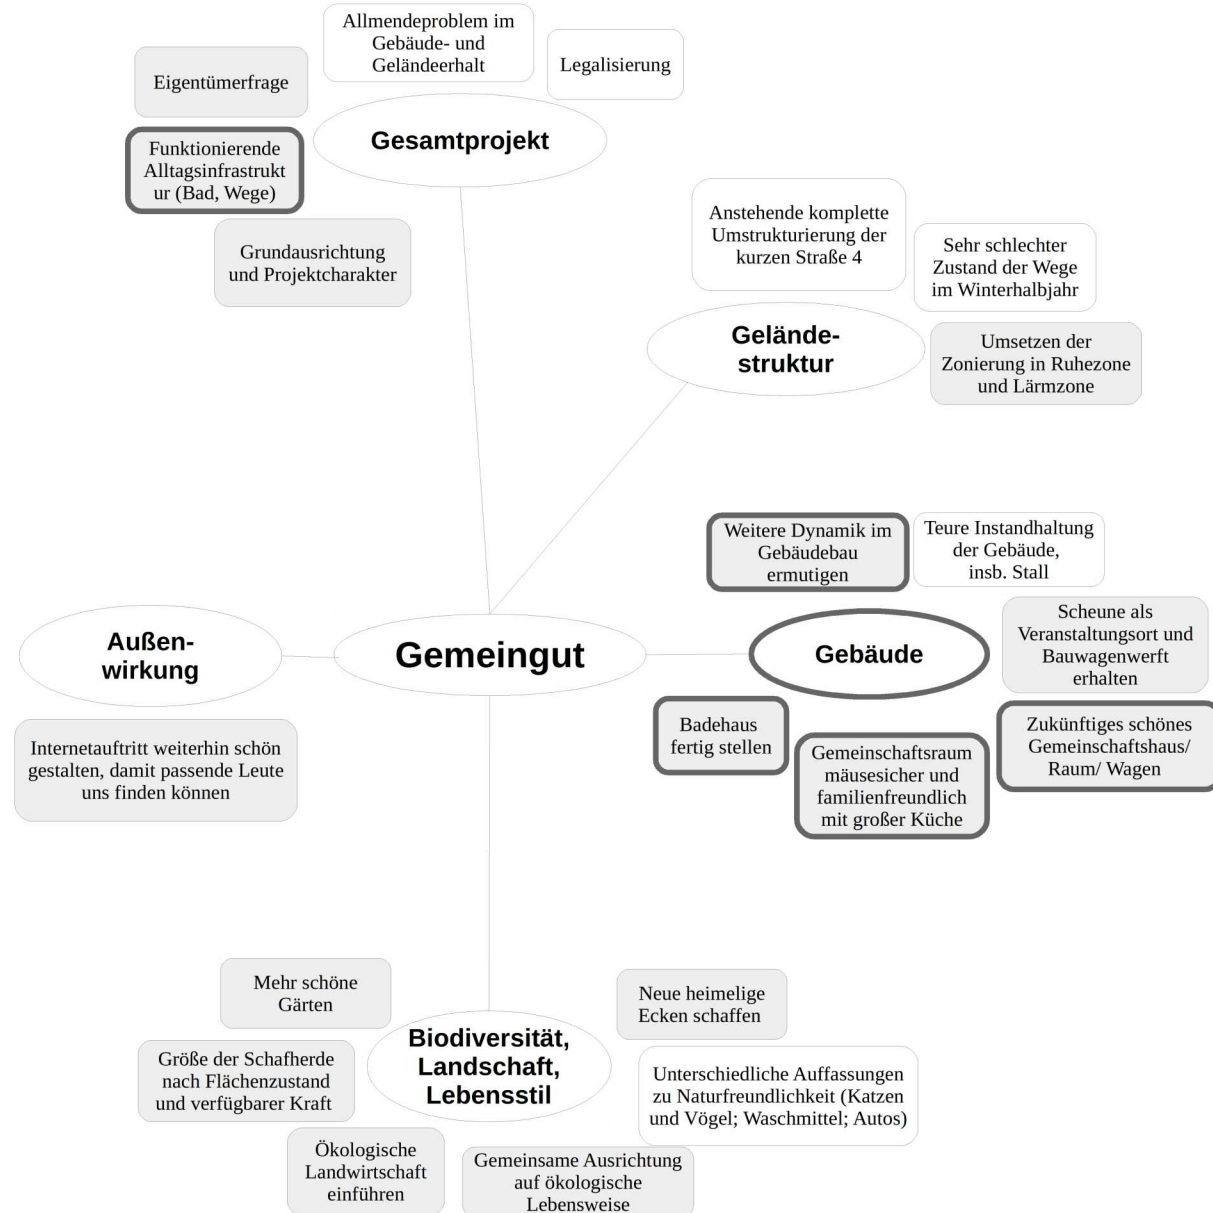 Allmendeproblem im
Gebäude- und
Geländeerhalt
Legalisierung
Eigentümerfrage
Gesamtprojekt
Funktionierende
Alltagsinfrastrukt
ur (Bad, Wege)
Grundausrichtung
und Projektcharakter
Anstehende komplette
Umstrukturierung der
kurzen Straße 4
Sehr schlechter
Zustand der Wege
im Winterhalbjahr
Gelände-
struktur
Umsetzen der
Zonierung in Ruhezone
und Lärmzone
Weitere Dynamik im
Gebäudebau
ermutigen
Teure Instandhaltung
der Gebäude,
insb. Stall
Scheune als
Veranstaltungsort und
Bauwagenwerft
erhalten
Außen-
wirkung
Gemeingut
Gebäude
Badehaus
fertig stellen
Zukünftiges schönes
Gemeinschaftshaus/
Raum/ Wagen
Gemeinschaftsraum
mäusesicher und
familienfreundlich
mit großer Küche
Internetauftritt weiterhin schön
gestalten, damit passende Leute
uns finden können
Mehr schöne
Gärten
Neue heimelige
Ecken schaffen
Biodiversität,
Landschaft,
Lebensstil
Größe der Schafherde
nach Flächenzustand
und verfügbarer Kraft
Unterschiedliche Auffassungen
zu Naturfreundlichkeit (Katzen
und Vögel; Waschmittel; Autos)
Ökologische
Landwirtschaft
einführen
Gemeinsame Ausrichtung
auf ökologische
Lebensweise